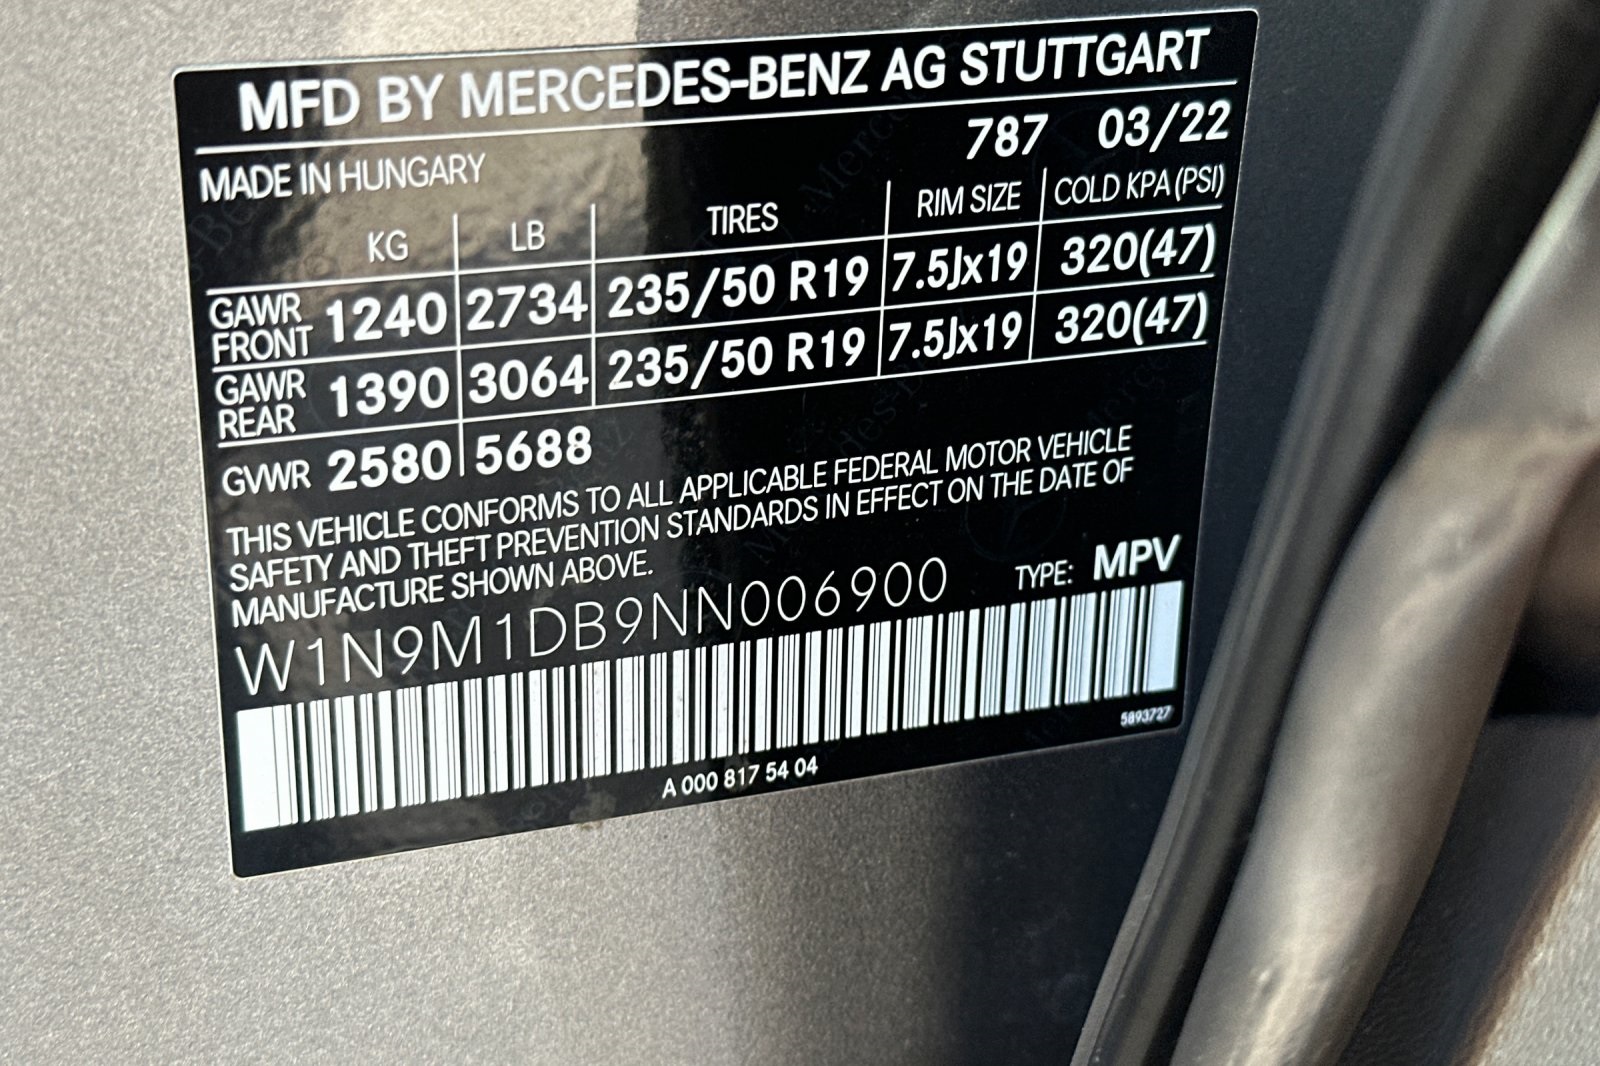 MFD BY MERCEDES-BENZ AG STUTTGART
MADE IN HUNGARY 787 03/22
KG LB TIRES RIM SIZE COLD KPA (PSI)
GAWR FRONT 1240 2734 235/50 R19 7.5Jx19 320(47)
GAWR REAR 1390 3064 235/50 R19 7.5Jx19 320(47)
GVWR 2580 5688
THIS VEHICLE CONFORMS TO ALL APPLICABLE FEDERAL MOTOR VEHICLE
SAFETY AND THEFT PREVENTION STANDARDS IN EFFECT ON THE DATE OF
MANUFACTURE SHOWN ABOVE.
W1N9M1DB9NN006900 TYPE: MPV
5893727
A 000 817 54 04